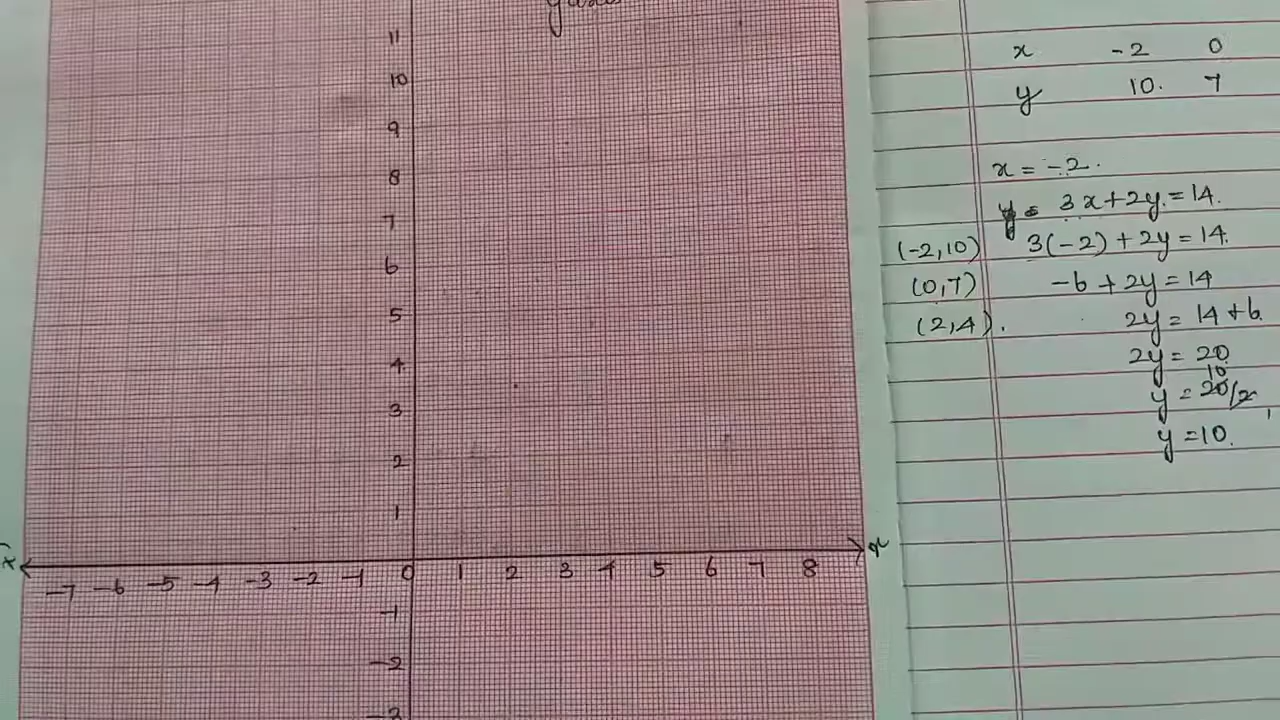 11
10
9
8
7
6
5
4
3
2
1
x
-7 -6 -5 -4 -3 -2 -1 0 1 2 3 4 5 6 7 8
-1
-2
-3
x -2 0
y 10. 7
x = -2.
3x + 2y = 14.
(-2,10) 3(-2) + 2y = 14.
(0,7) -6 + 2y = 14
(2,4). 2y = 14 + 6
2y = 20
10
y = 20/2
y = 10.